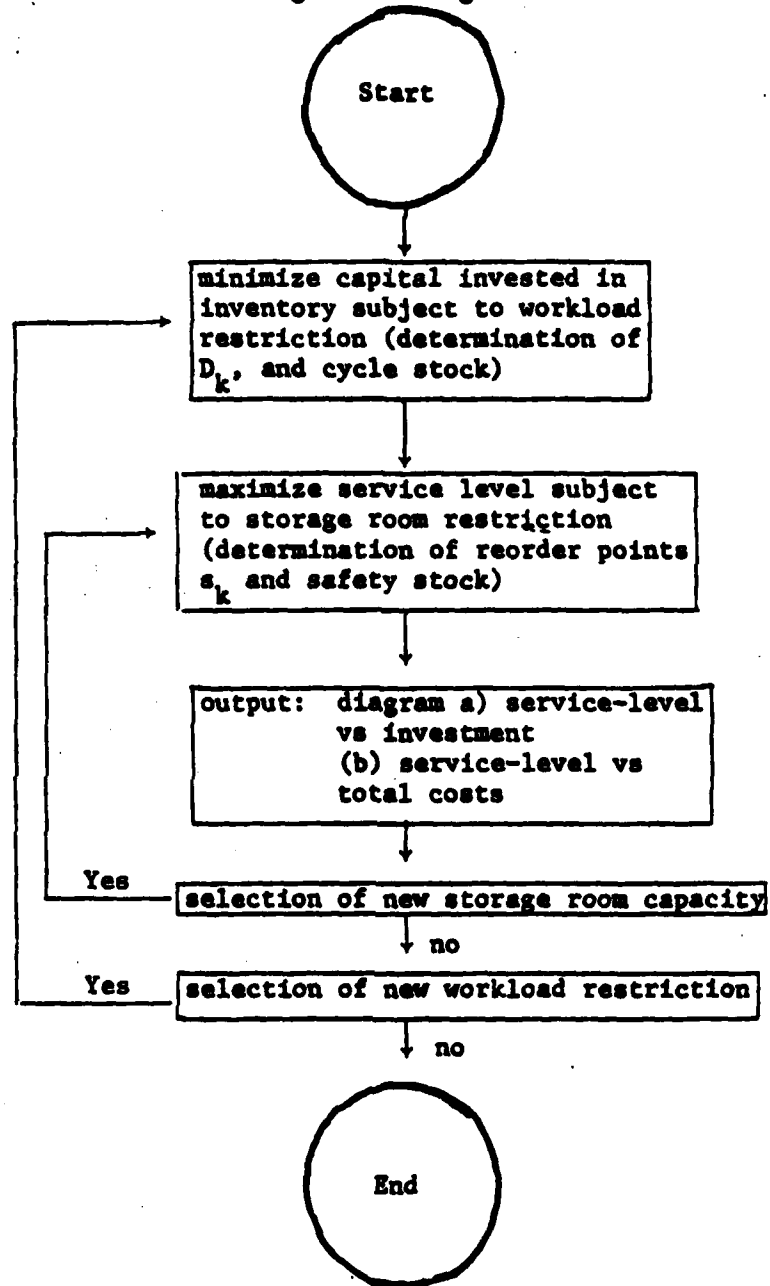 Start
minimize capital invested in
inventory subject to workload
restriction (determination of
D_k, and cycle stock)
maximize service level subject
to storage room restriction
(determination of reorder points
s_k and safety stock)
output: diagram a) service-level
vs investment
(b) service-level vs
total costs
Yes
selection of new storage room capacity
no
Yes
selection of new workload restriction
no
End